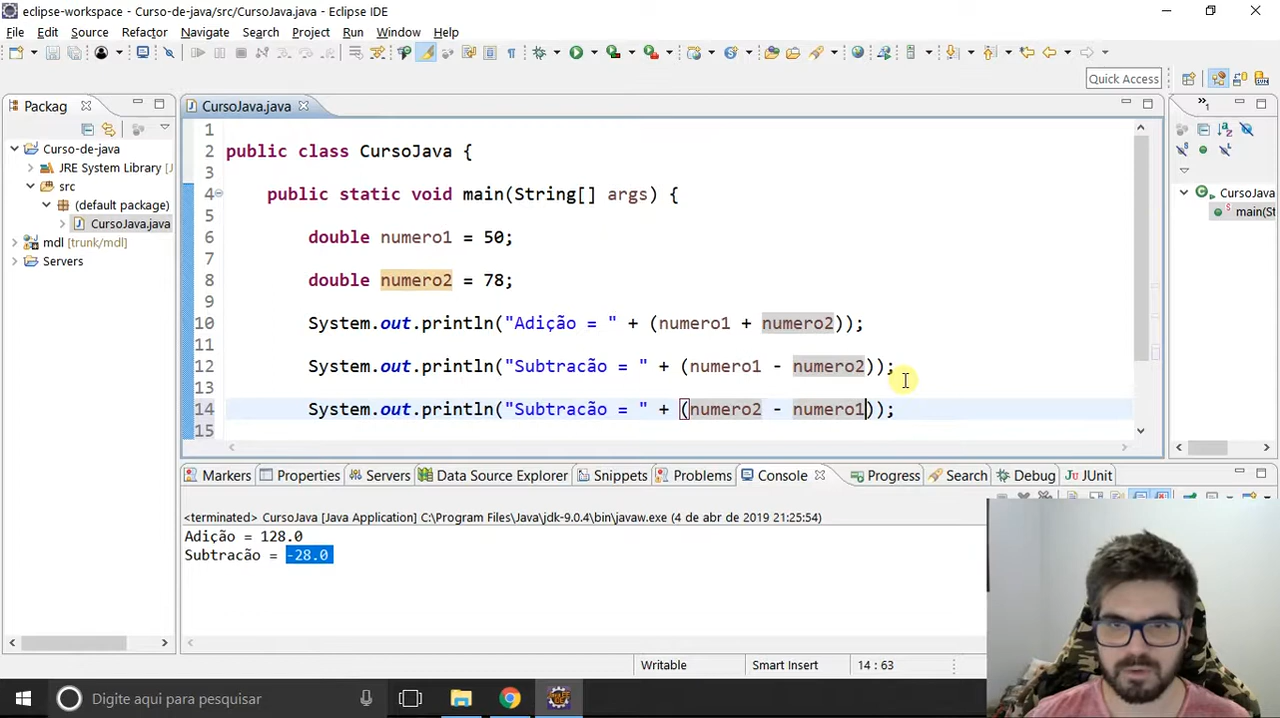 eclipse-workspace - Curso-de-java/src/CursoJava.java - Eclipse IDE
File Edit Source Refactor Navigate Search Project Run Window Help
Quick Access
Packag
CursoJava.java
Curso-de-java
JRE System Library [J
src
(default package)
CursoJava.java
mdl [trunk/mdl]
Servers
1
2 public class CursoJava {
3
4 public static void main(String[] args) {
5
6 double numero1 = 50;
7
8 double numero2 = 78;
9
10 System.out.println("Adição = " + (numero1 + numero2));
11
12 System.out.println("Subtracão = " + (numero1 - numero2));
13
14 System.out.println("Subtracão = " + (numero2 - numero1));
15
CursoJava
main(St
Markers Properties Servers Data Source Explorer Snippets Problems Console Progress Search Debug JUnit
<terminated> CursoJava [Java Application] C:\Program Files\Java\jdk-9.0.4\bin\javaw.exe (4 de abr de 2019 21:25:54)
Adição = 128.0
Subtracão = -28.0
Writable Smart Insert 14 : 63
Digite aqui para pesquisar